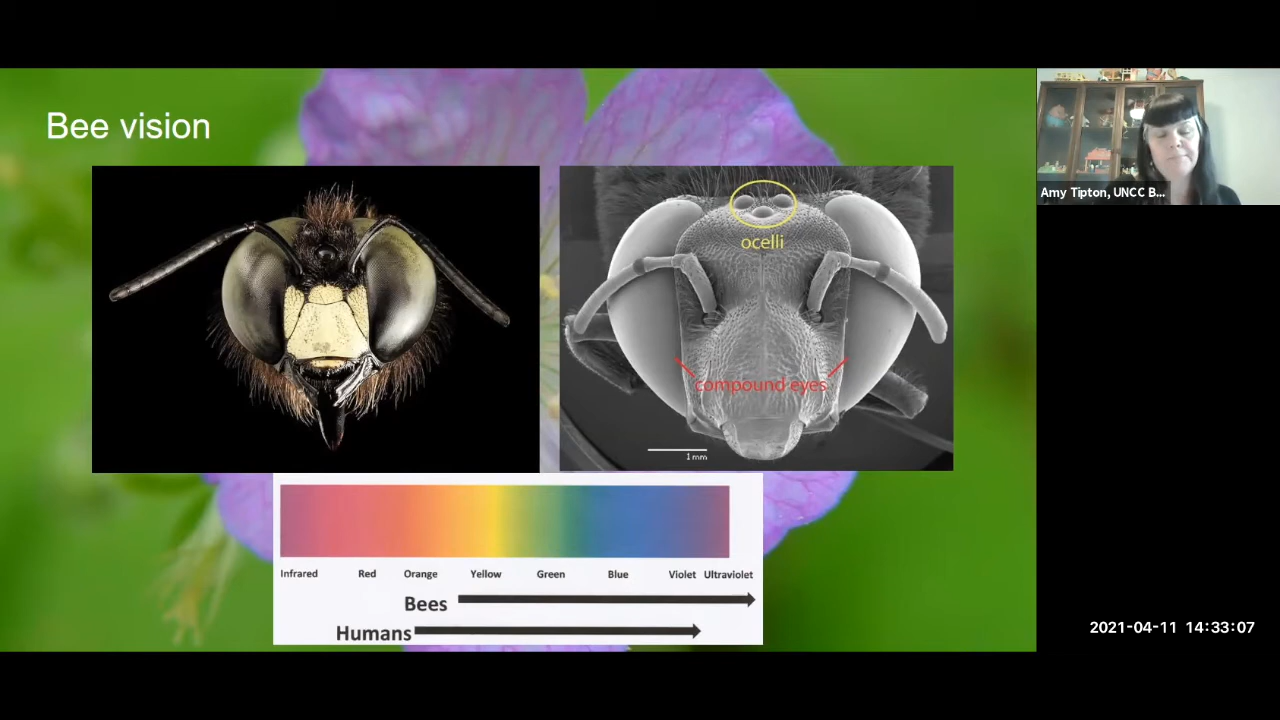 Bee vision
Amy Tipton, UNCC B...
ocelli
compound eyes
1 mm
Infrared Red Orange Yellow Green Blue Violet Ultraviolet
Bees
Humans
2021-04-11 14:33:07